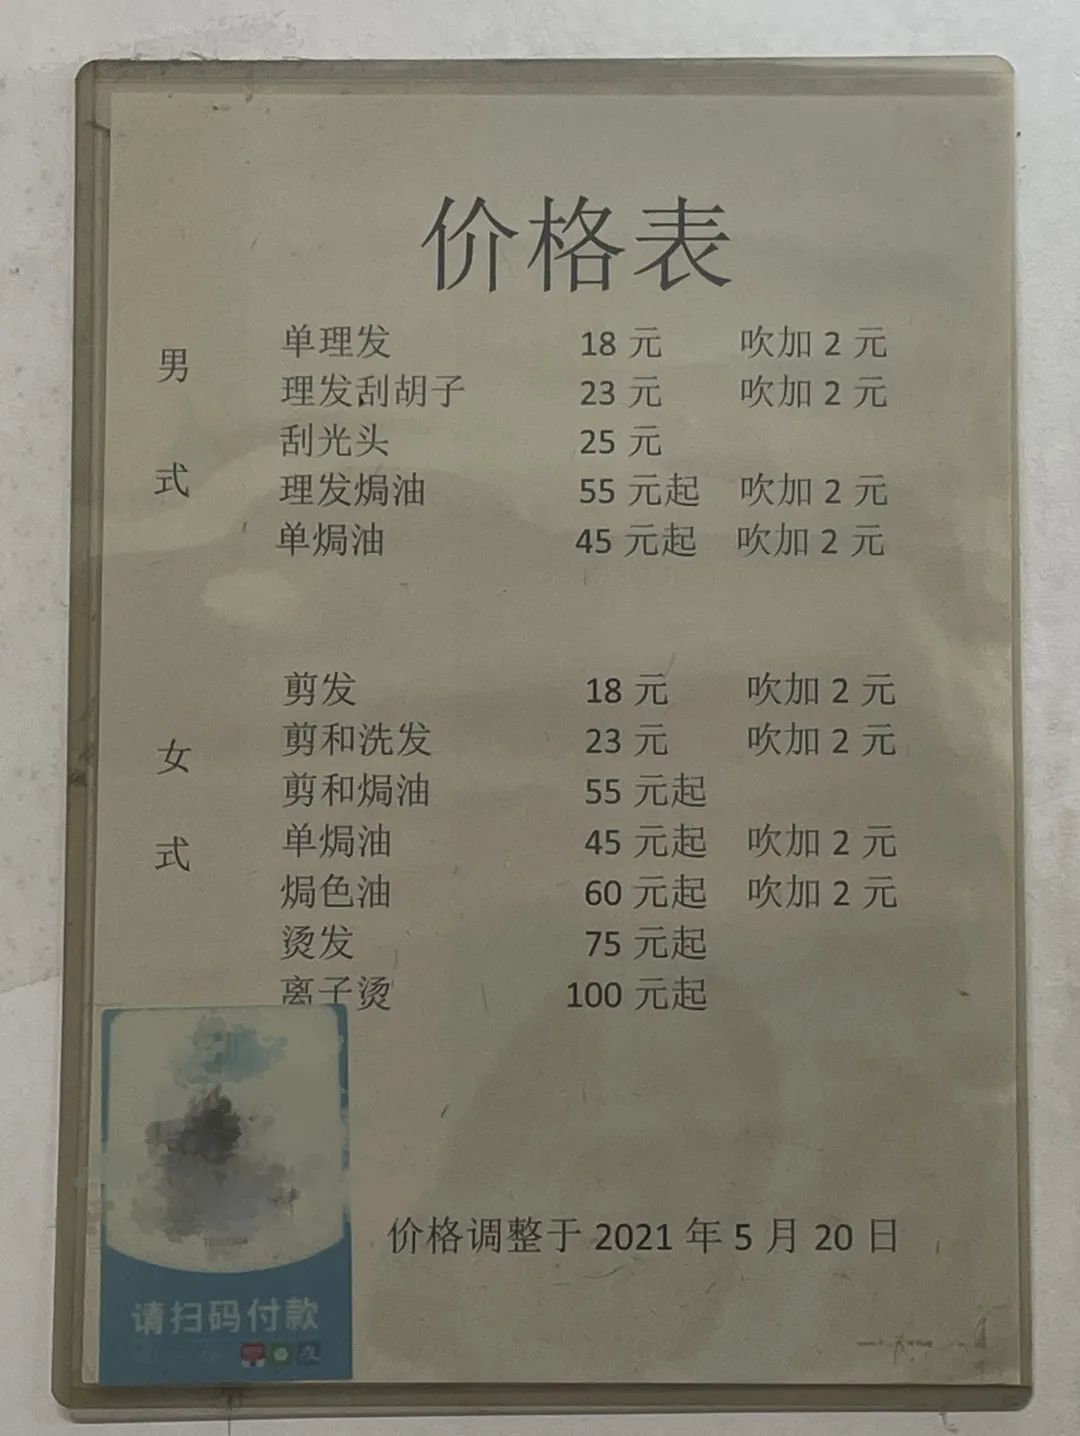 价格表
男式
单理发 18 元 吹加 2 元
理发刮胡子 23 元 吹加 2 元
刮光头 25 元
理发焗油 55 元起 吹加 2 元
单焗油 45 元起 吹加 2 元
女式
剪发 18 元 吹加 2 元
剪和洗发 23 元 吹加 2 元
剪和焗油 55 元起
单焗油 45 元起 吹加 2 元
焗色油 60 元起 吹加 2 元
烫发 75 元起
离子烫 100 元起
价格调整于 2021 年 5 月 20 日
请扫码付款